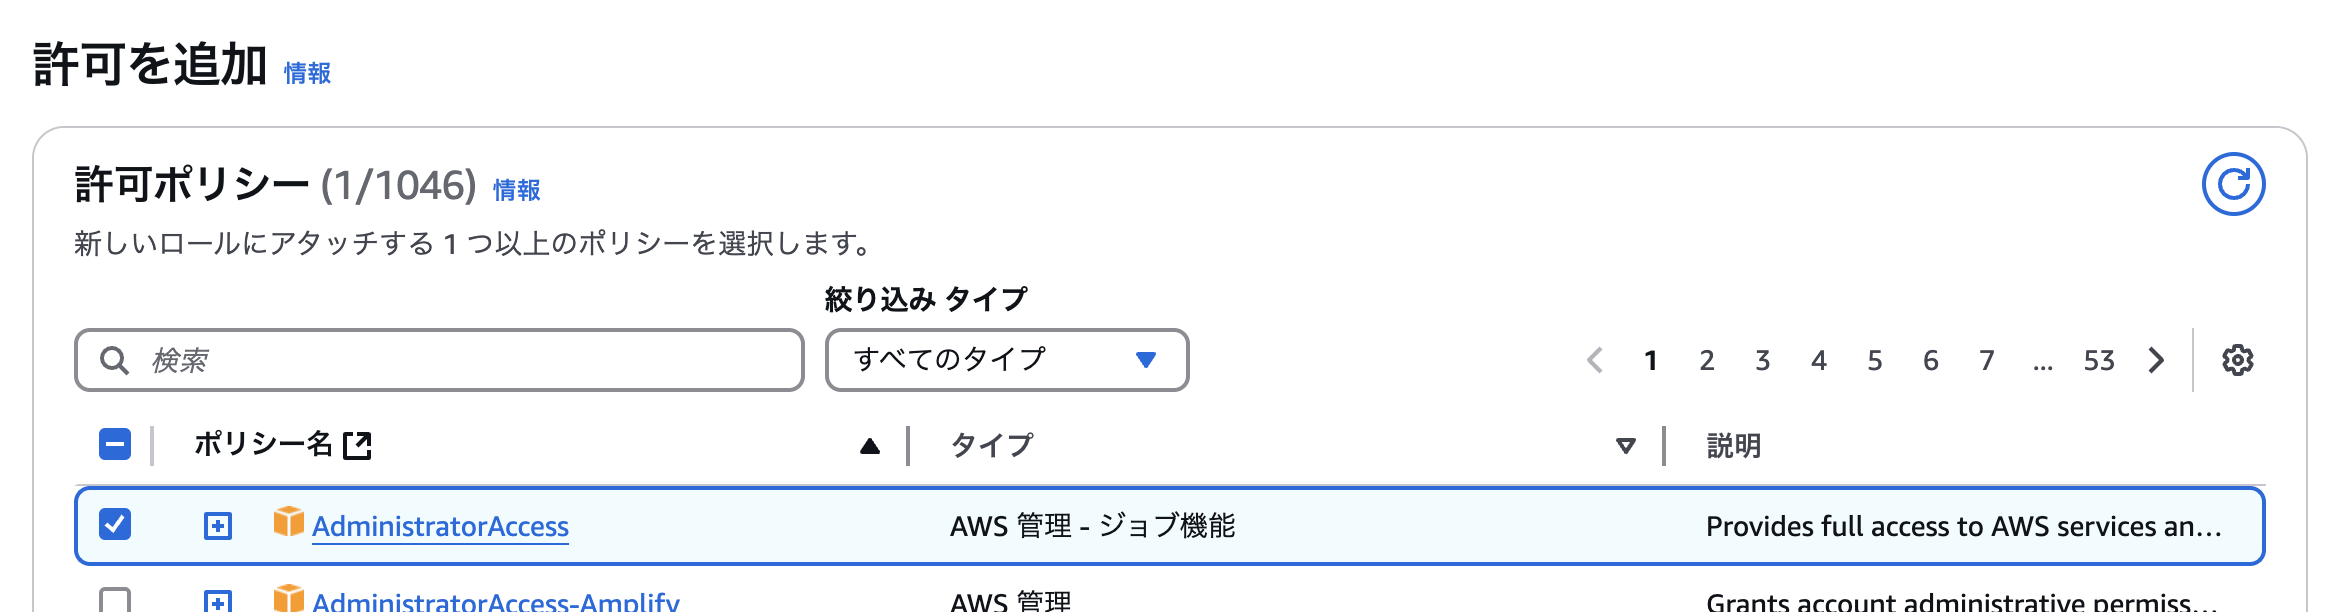 許可を追加 情報
許可ポリシー (1/1046) 情報
新しいロールにアタッチする 1 つ以上のポリシーを選択します。
絞り込み タイプ
検索 すべてのタイプ 1 2 3 4 5 6 7 ... 53
ポリシー名 タイプ 説明
AdministratorAccess AWS 管理 - ジョブ機能 Provides full access to AWS services an...
AdministratorAccess-Amplify AWS 管理 Grants account administrative permiss...